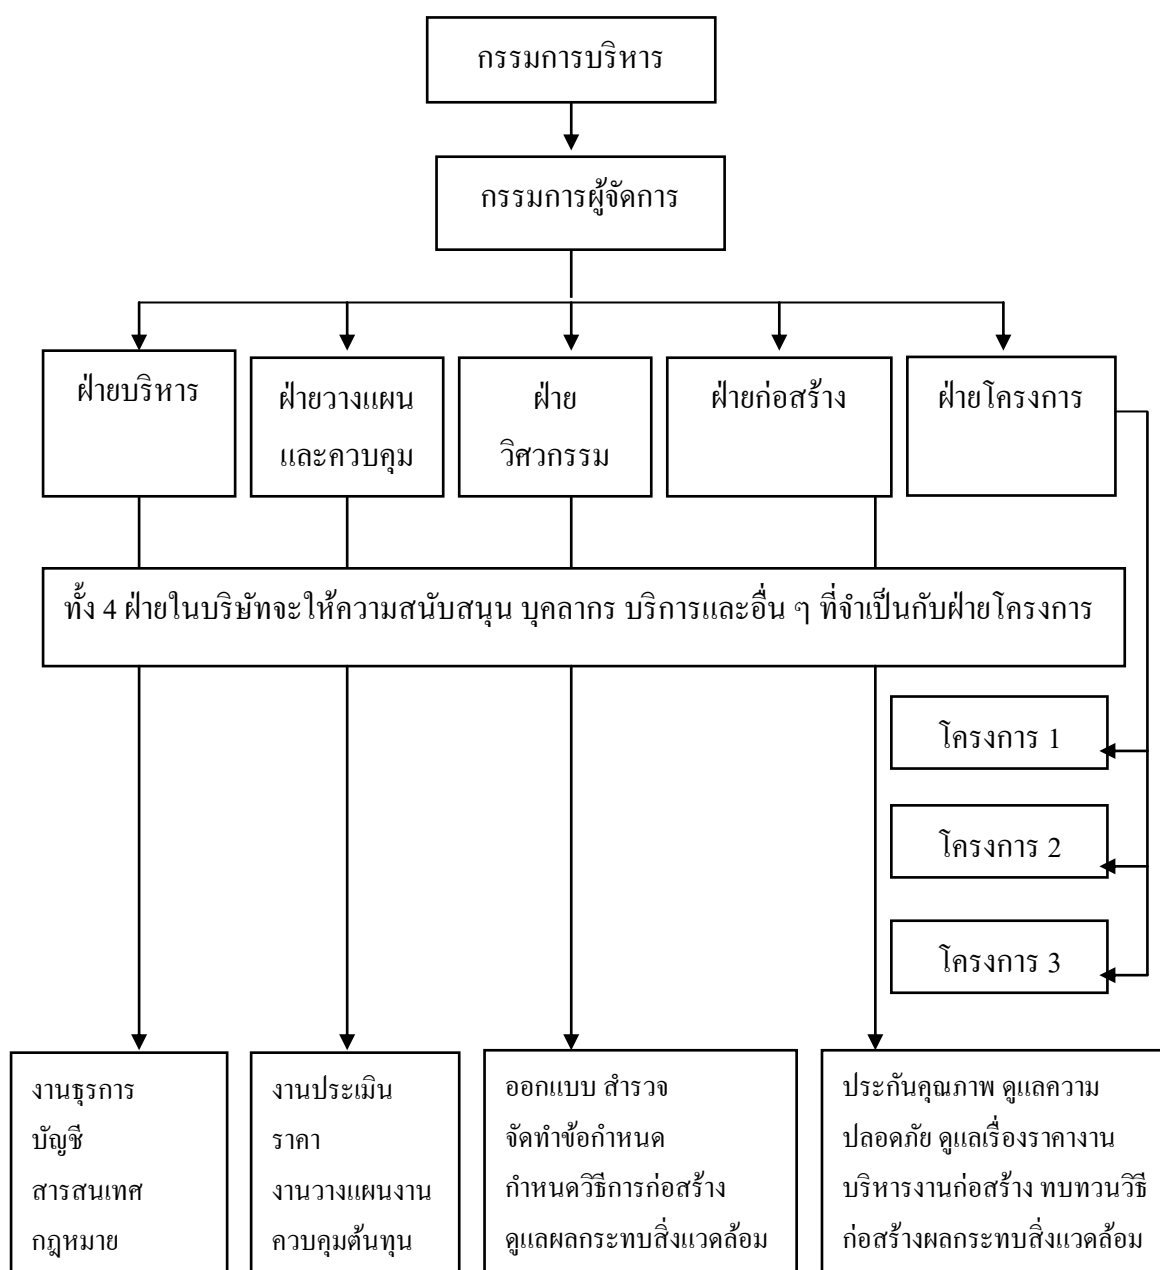 กรรมการบริหาร
กรรมการผู้จัดการ
ฝ่ายบริหาร
ฝ่ายวางแผน
และควบคุม
ฝ่าย
วิศวกรรม
ฝ่ายก่อสร้าง
ฝ่ายโครงการ
ทั้ง 4 ฝ่ายในบริษัทจะให้ความสนับสนุน บุคลากร บริการและอื่น ๆ ที่จำเป็นกับฝ่ายโครงการ
โครงการ 1
โครงการ 2
โครงการ 3
งานธุรการ
บัญชี
สารสนเทศ
กฎหมาย
งานประเมิน
ราคา
งานวางแผนงาน
ควบคุมต้นทุน
ออกแบบ สำรวจ
จัดทำข้อกำหนด
กำหนดวิธีการก่อสร้าง
ดูแลผลกระทบสิ่งแวดล้อม
ประกันคุณภาพ ดูแลความ
ปลอดภัย ดูแลเรื่องราคางาน
บริหารงานก่อสร้าง ทบทวนวิธี
ก่อสร้างผลกระทบสิ่งแวดล้อม